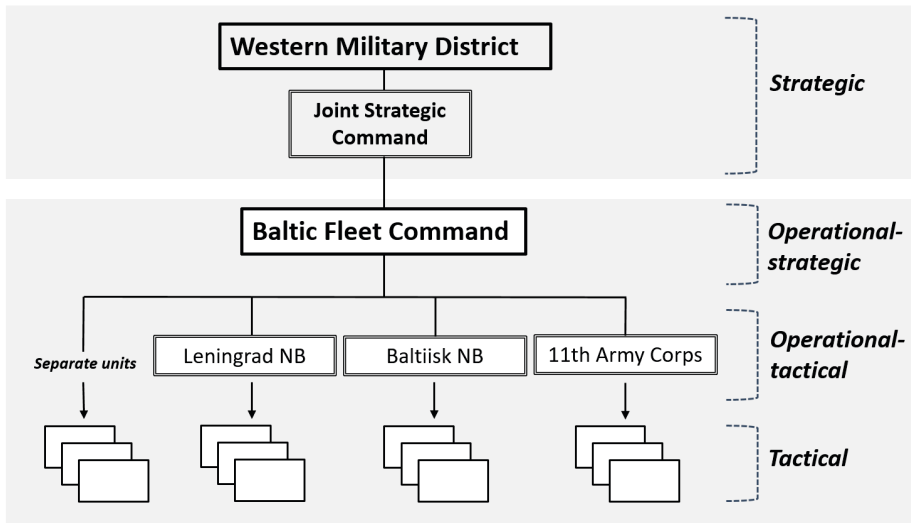 Western Military District
Joint Strategic
Command
Strategic
Baltic Fleet Command
Operational-
strategic
Separate units
Leningrad NB
Baltiisk NB
11th Army Corps
Operational-
tactical
Tactical